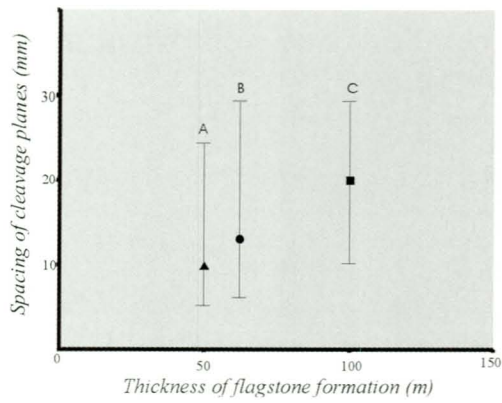 Spacing of cleavage planes (mm)
30
20
10
A
B
C
0
50
100
150
Thickness of flagstone formation (m)